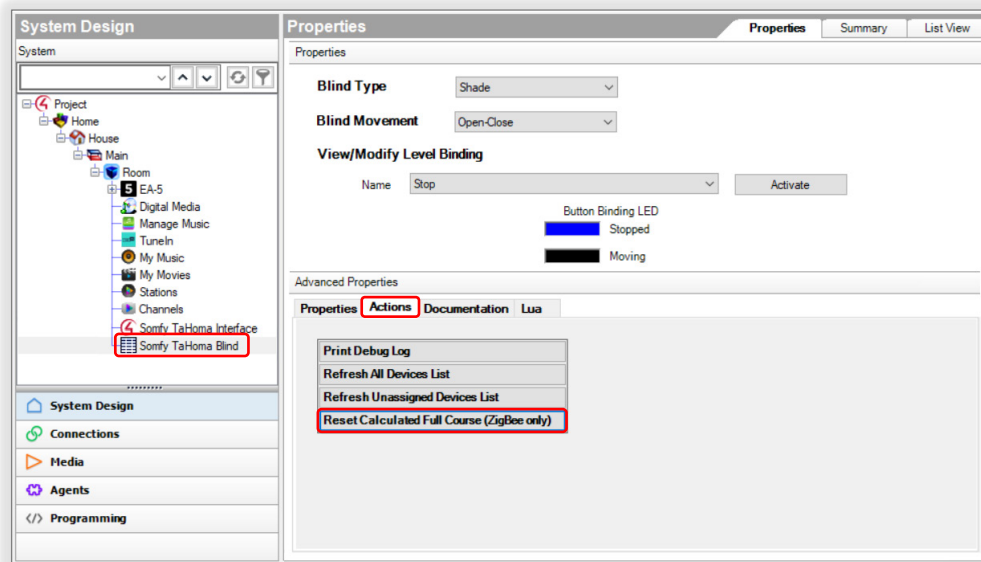 System Design
System
Project
Home
House
Main
Room
5 EA-5
Digital Media
Manage Music
TuneIn
My Music
My Movies
Stations
Channels
Somfy TaHoma Interface
Somfy TaHoma Blind
System Design
Connections
Media
Agents
</> Programming
Properties
Properties Summary List View
Properties
Blind Type Shade
Blind Movement Open-Close
View/Modify Level Binding
Name Stop Activate
Button Binding LED
Stopped
Moving
Advanced Properties
Properties Actions Documentation Lua
Print Debug Log
Refresh All Devices List
Refresh Unassigned Devices List
Reset Calculated Full Course (ZigBee only)